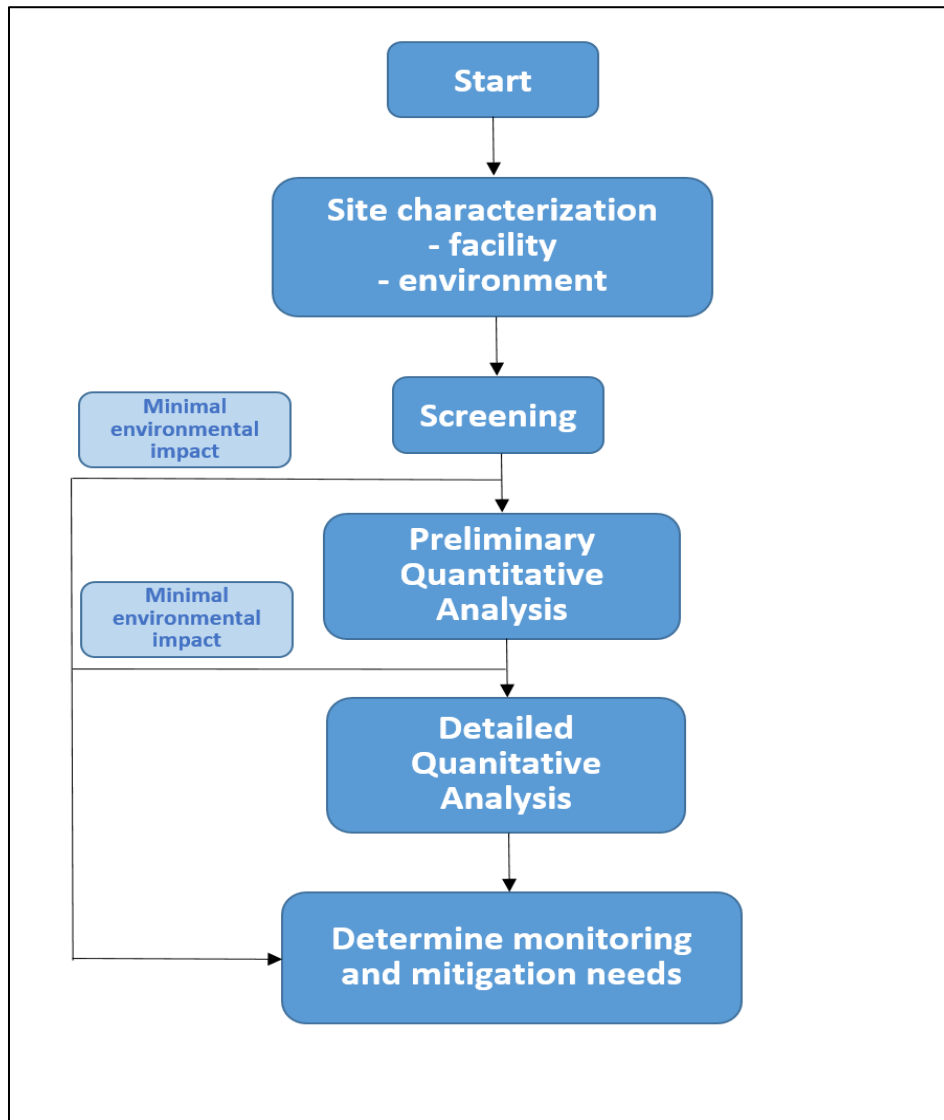 Start
Site characterization
- facility
- environment
Screening
Minimal
environmental
impact
Preliminary
Quantitative
Analysis
Minimal
environmental
impact
Detailed
Quanitative
Analysis
Determine monitoring
and mitigation needs